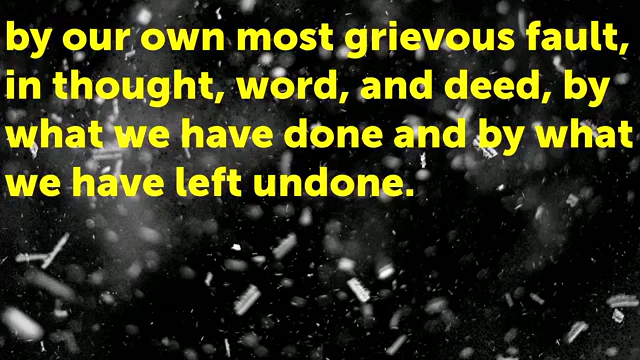 by our own most grievous fault,
in thought, word, and deed, by
what we have done and by what
we have left undone.